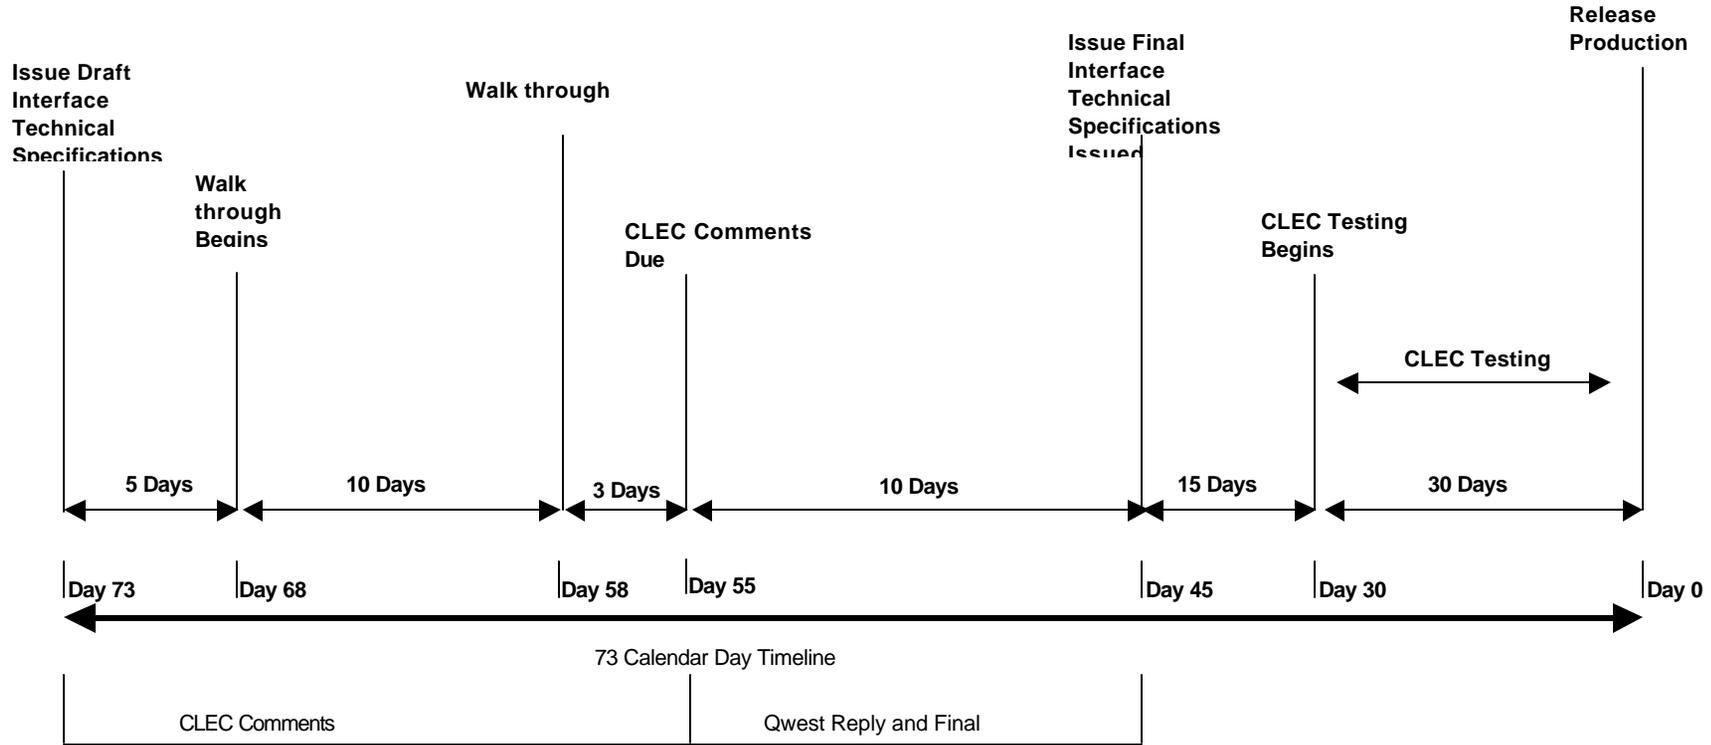 Release
Production
Issue Final
Interface
Technical
Specifications
Issued
Issue Draft
Interface
Technical
Specifications
Walk through
Walk
through
Begins
CLEC Comments
Due
CLEC Testing
Begins
CLEC Testing
5 Days
10 Days
3 Days
10 Days
15 Days
30 Days
Day 73
Day 68
Day 58
Day 55
Day 45
Day 30
Day 0
73 Calendar Day Timeline
CLEC Comments
Qwest Reply and Final